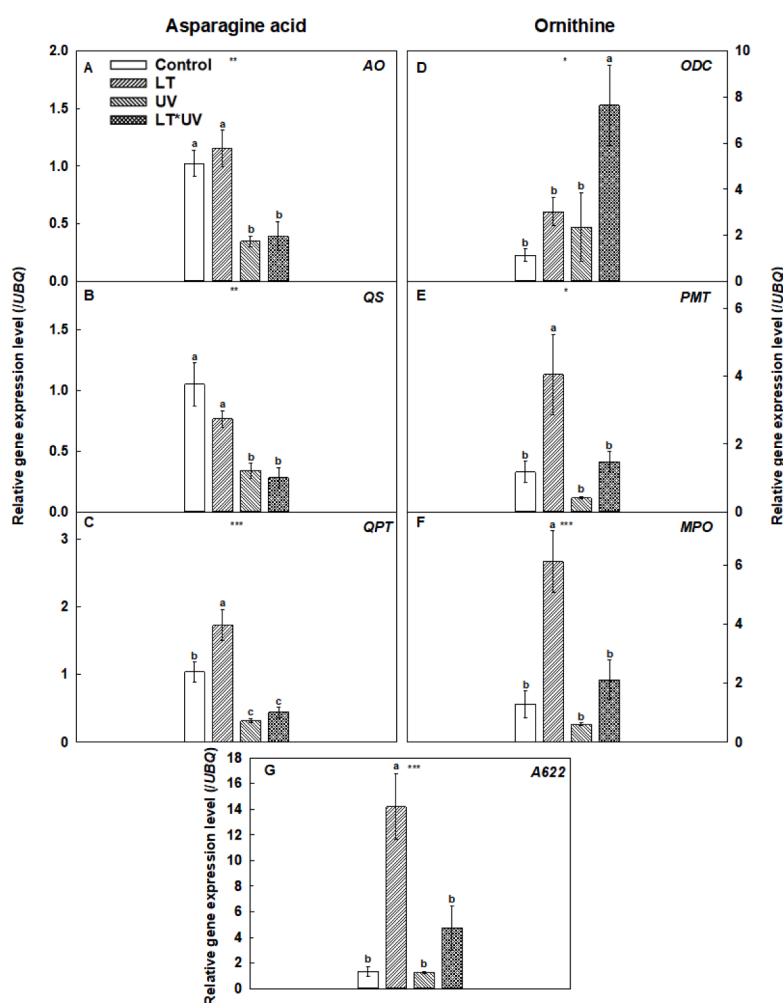 Asparagine acid
Ornithine
A
Control
LT
UV
LT*UV
**
AO
2.0
1.5
1.0
0.5
0.0
a
a
b
b
D
*
ODC
10
8
6
4
2
0
b
b
b
a
B
**
QS
1.5
1.0
0.5
0.0
a
a
b
b
E
*
PMT
6
4
2
0
b
a
b
b
C
***
QPT
3
2
1
0
b
a
c
c
F
***
MPO
6
4
2
0
b
a
b
b
Relative gene expression level (/UBQ)
Relative gene expression level (/UBQ)
G
***
A622
18
16
14
12
10
8
6
4
2
0
b
a
b
b
Relative gene expression level (/UBQ)